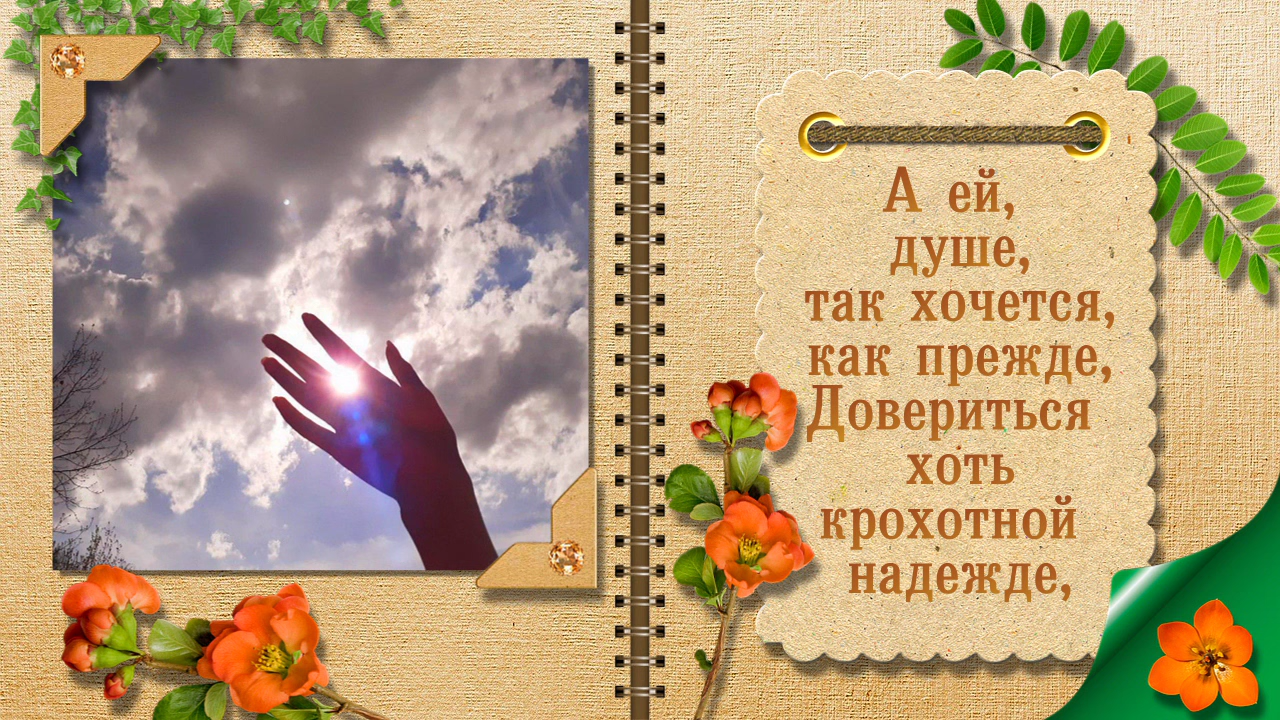 А ей,
душе,
так хочется,
как прежде,
Довериться
хоть
крохотной
надежде,